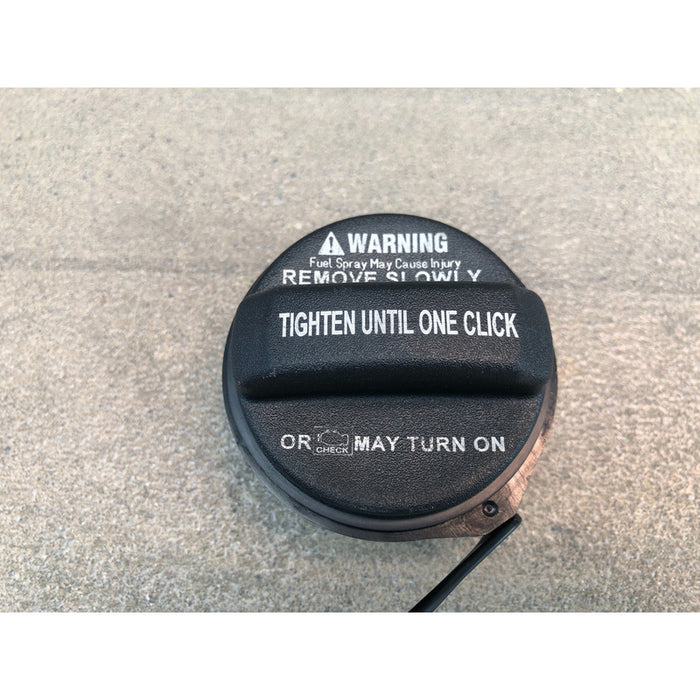 WARNING
Fuel Spray May Cause Injury
REMOVE SLOWLY
TIGHTEN UNTIL ONE CLICK
OR CHECK MAY TURN ON